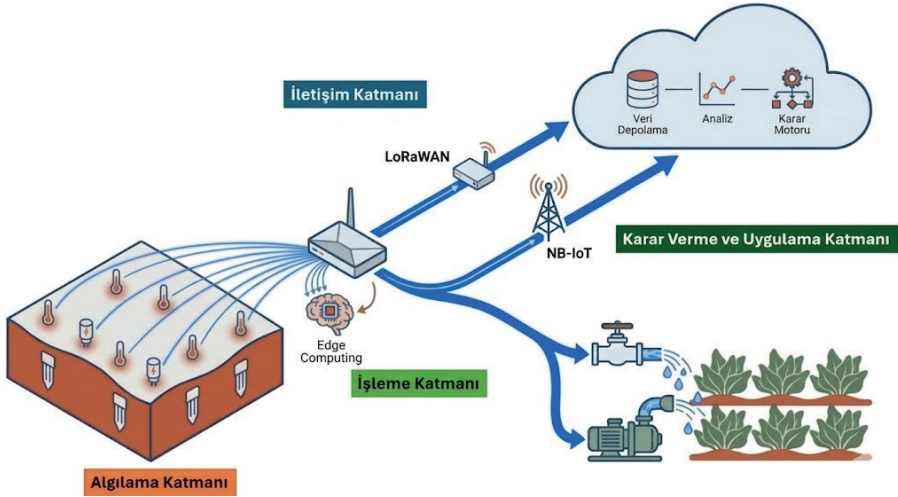 İletişim Katmanı
Veri
Depolama
Analiz
Karar
Motoru
LoRaWAN
NB-IoT
Karar Verme ve Uygulama Katmanı
Edge
Computing
İşleme Katmanı
Algılama Katmanı